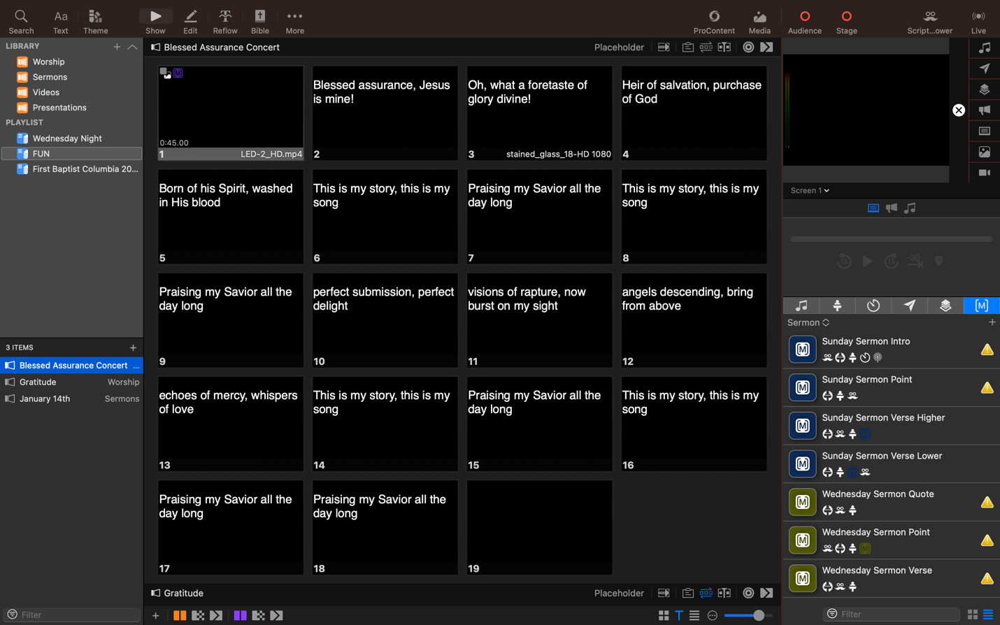 Search
Text
Theme
Show
Edit
Reflow
Bible
More
ProContent
Media
Audience
Stage
Script...ower
Live
LIBRARY
Worship
Sermons
Videos
Presentations
PLAYLIST
Wednesday Night
FUN
First Baptist Columbia 20...
3 ITEMS
Blessed Assurance Concert ...
Gratitude Worship
January 14th Sermons
Filter
Blessed Assurance Concert
Placeholder
0:45.00
1 LED-2_HD.mp4
Blessed assurance, Jesus
is mine!
2
Oh, what a foretaste of
glory divine!
3 stained_glass_18-HD 1080
Heir of salvation, purchase
of God
4
Born of his Spirit, washed
in His blood
5
This is my story, this is my
song
6
Praising my Savior all the
day long
7
This is my story, this is my
song
8
Praising my Savior all the
day long
9
perfect submission, perfect
delight
10
visions of rapture, now
burst on my sight
11
angels descending, bring
from above
12
echoes of mercy, whispers
of love
13
This is my story, this is my
song
14
Praising my Savior all the
day long
15
This is my story, this is my
song
16
Praising my Savior all the
day long
17
Praising my Savior all the
day long
18
19
Gratitude
Placeholder
Screen 1
15
15
-30
Sermon
Sunday Sermon Intro
Sunday Sermon Point
Sunday Sermon Verse Higher
Sunday Sermon Verse Lower
Wednesday Sermon Quote
Wednesday Sermon Point
Wednesday Sermon Verse
Filter